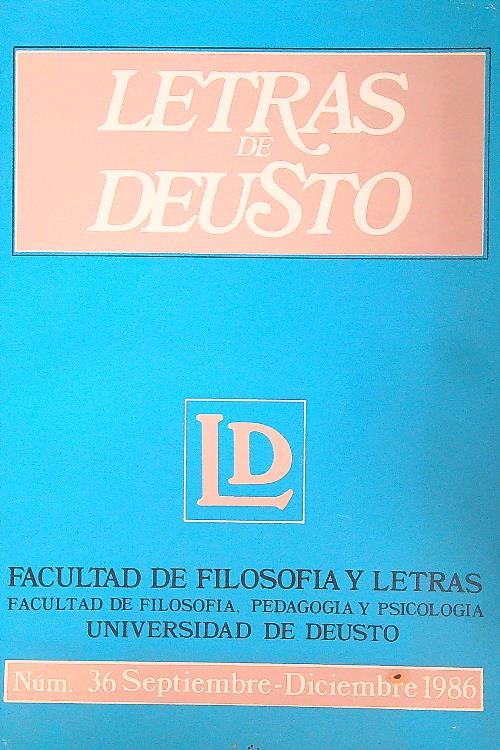 LETRAS
DE
DEUSTO
LD
FACULTAD DE FILOSOFIA Y LETRAS
FACULTAD DE FILOSOFIA, PEDAGOGIA Y PSICOLOGIA
UNIVERSIDAD DE DEUSTO
Núm. 36 Septiembre-Diciembre 1986